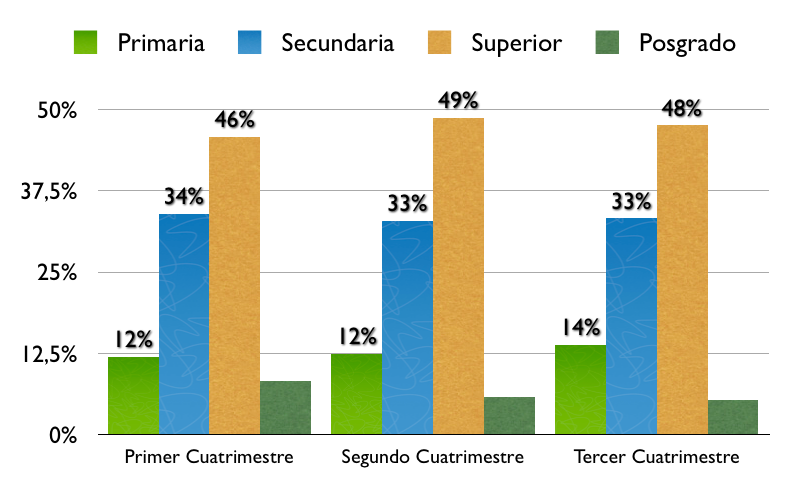 Primaria Secundaria Superior Posgrado
50%
37,5%
25%
12,5%
0%
12% 34% 46%
12% 33% 49%
14% 33% 48%
Primer Cuatrimestre Segundo Cuatrimestre Tercer Cuatrimestre